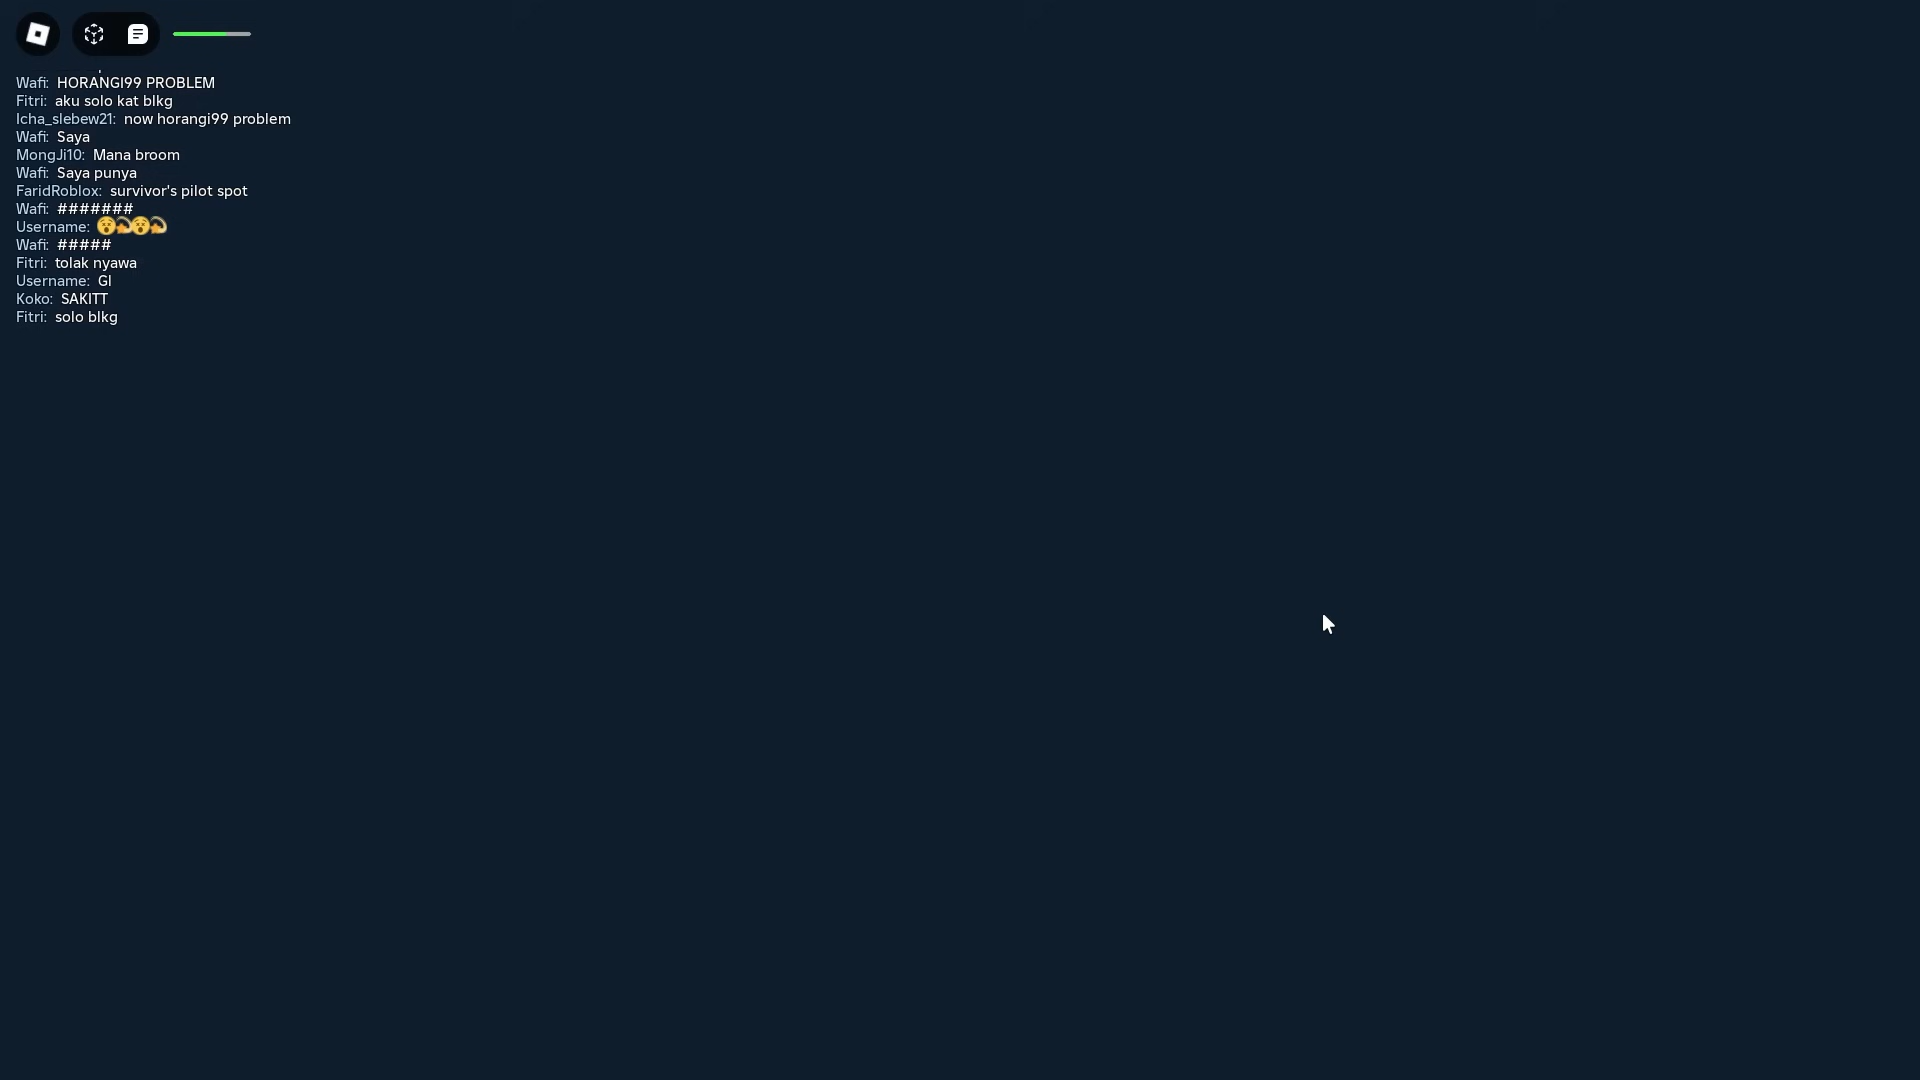 Wafi: HORANGI99 PROBLEM
Fitri: aku solo kat blkg
Icha_slebew21: now horangi99 problem
Wafi: Saya
MongJi10: Mana broom
Wafi: Saya punya
FaridRoblox: survivor's pilot spot
Wafi: #######
Username: 😵💫😵💫
Wafi: #####
Fitri: tolak nyawa
Username: GI
Koko: SAKITT
Fitri: solo blkg